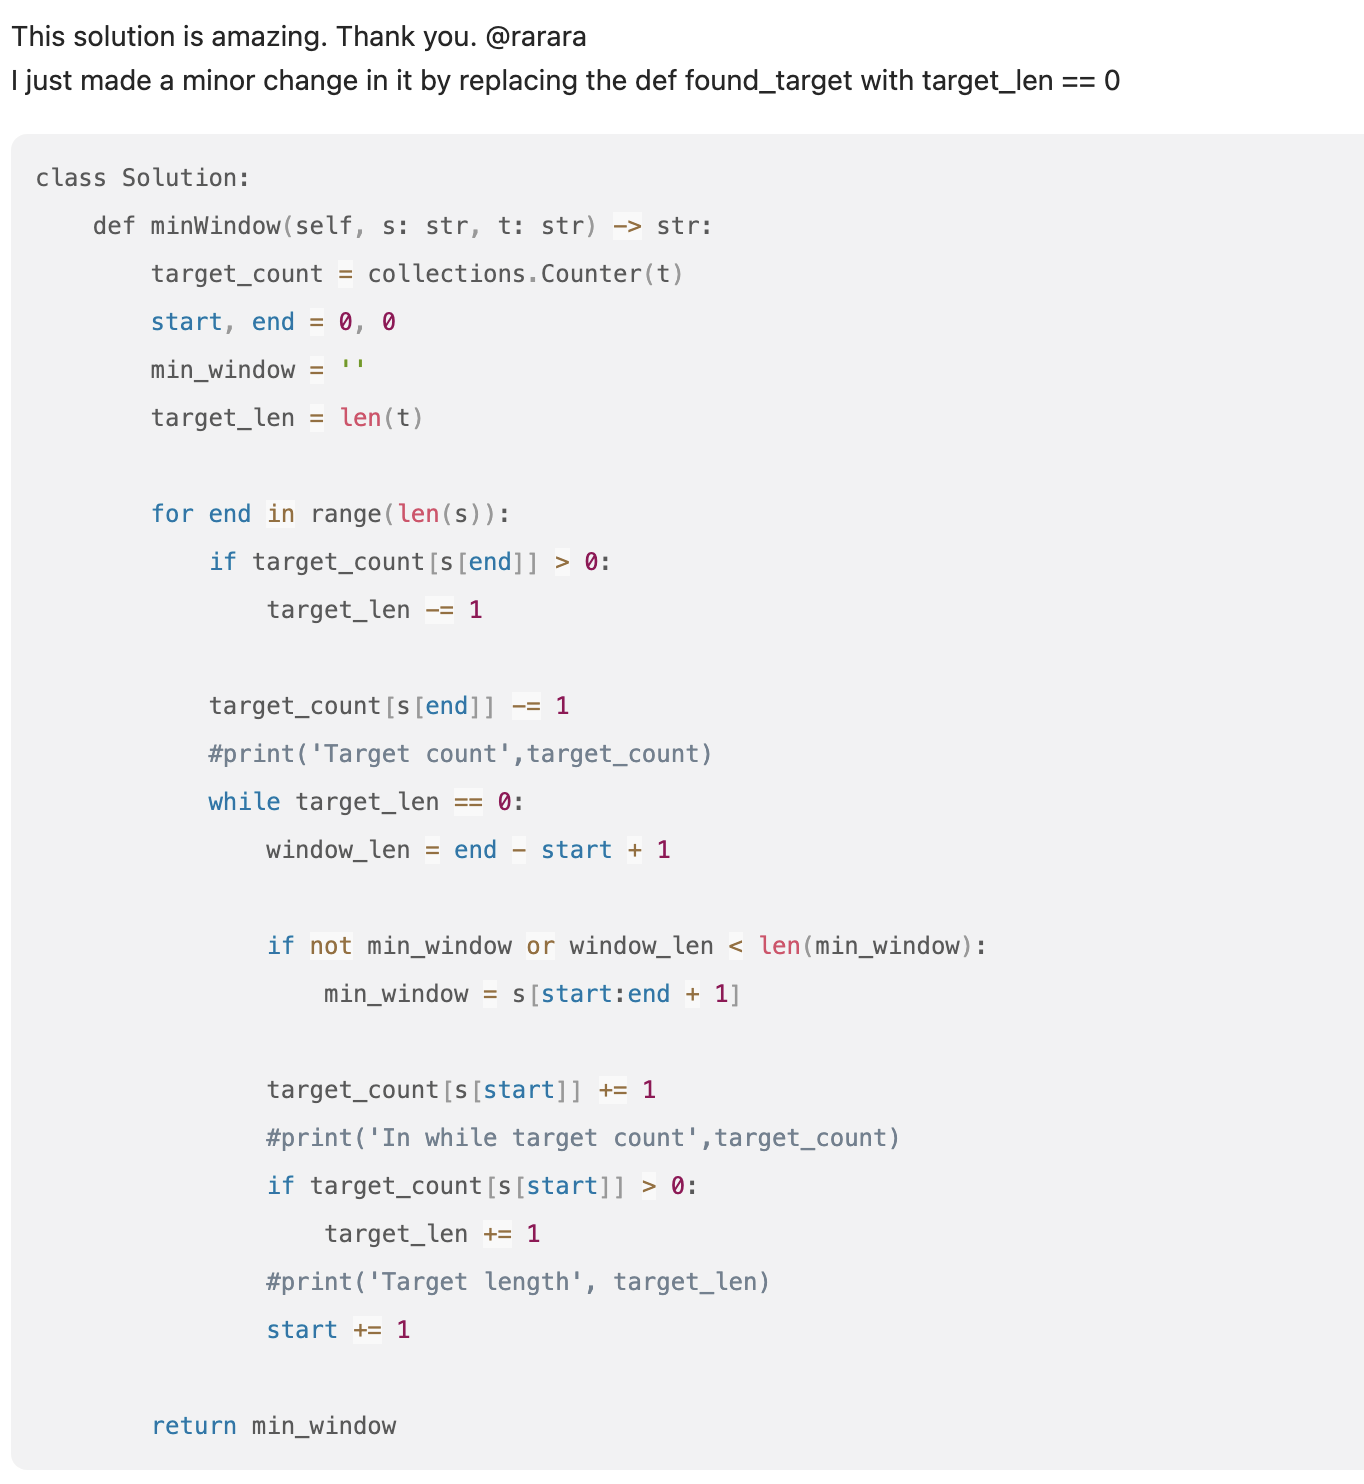 This solution is amazing. Thank you. @rarara
I just made a minor change in it by replacing the def found_target with target_len == 0
class Solution:
    def minWindow(self, s: str, t: str) -> str:
        target_count = collections.Counter(t)
        start, end = 0, 0
        min_window = ''
        target_len = len(t)
        for end in range(len(s)):
            if target_count[s[end]] > 0:
                target_len -= 1
            target_count[s[end]] -= 1
            #print('Target count',target_count)
            while target_len == 0:
                window_len = end - start + 1
                if not min_window or window_len < len(min_window):
                    min_window = s[start:end + 1]
                target_count[s[start]] += 1
                #print('In while target count',target_count)
                if target_count[s[start]] > 0:
                    target_len += 1
                #print('Target length', target_len)
                start += 1
        return min_window